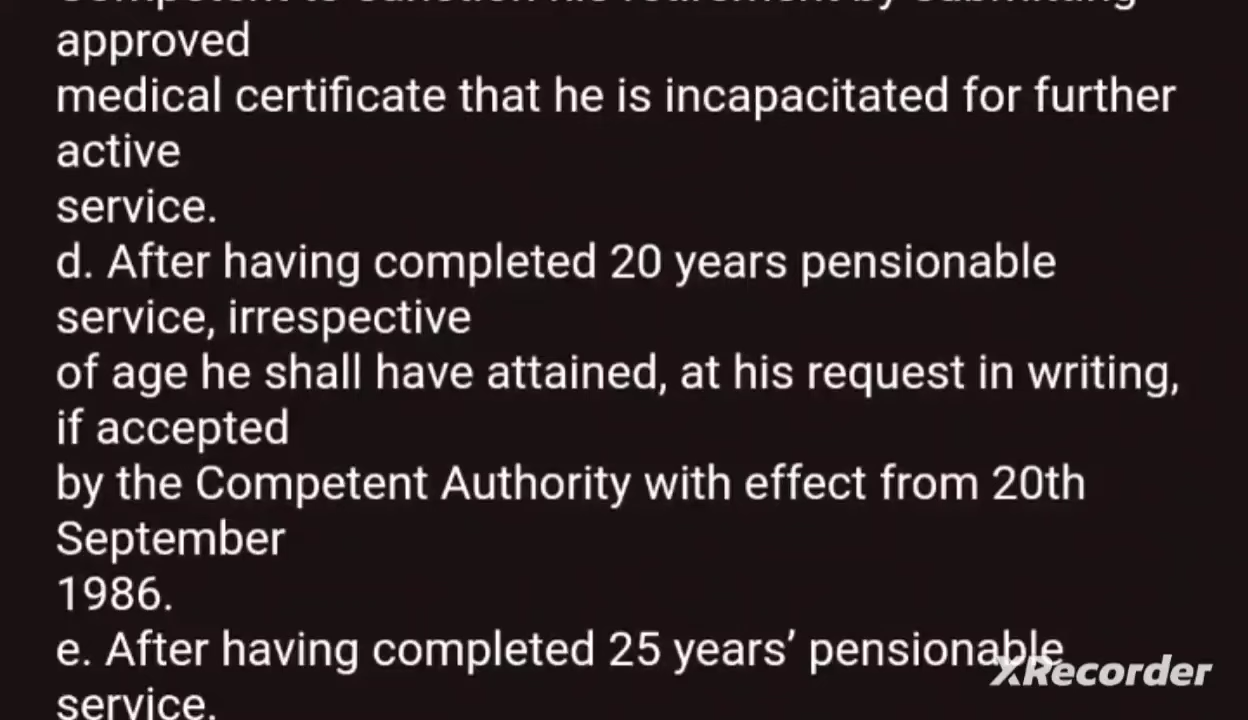 approved
medical certificate that he is incapacitated for further
active
service.
d. After having completed 20 years pensionable
service, irrespective
of age he shall have attained, at his request in writing,
if accepted
by the Competent Authority with effect from 20th
September
1986.
e. After having completed 25 years’ pensionable
XRecorder
service.